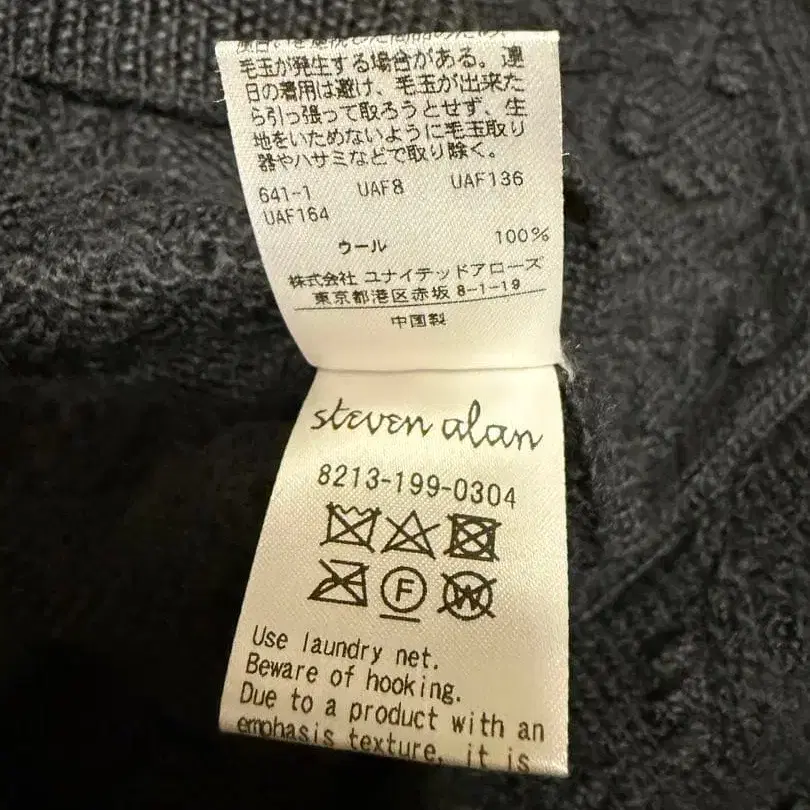 毛玉が発生する場合がある。連
日の着用は避け、毛玉が出来た
ら引っ張って取ろうとせず、生
地をいためないように毛玉取り
器やハサミなどで取り除く。
641-1 UAF8 UAF136
UAF164
ウール 100%
株式会社 ユナイテッドアローズ
東京都港区赤坂 8-1-19
中国製
steven alan
8213-199-0304
F
W
Use laundry net.
Beware of hooking.
Due to a product with an
emphasis texture, it is